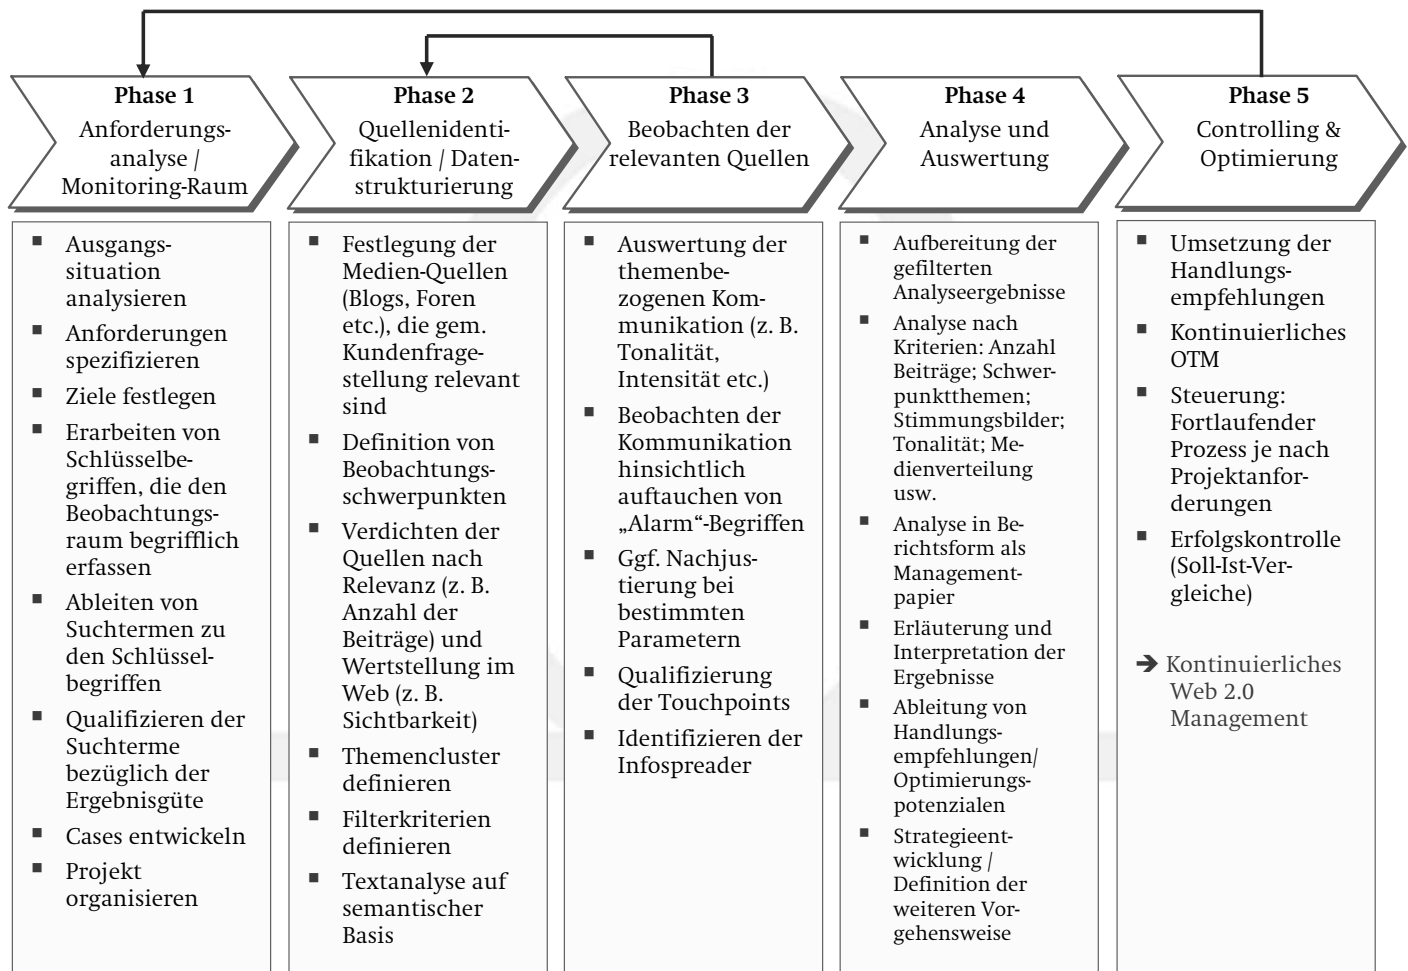 Phase 1
Anforderungs-
analyse /
Monitoring-Raum
Phase 2
Quellenidenti-
fikation / Daten-
strukturierung
Phase 3
Beobachten der
relevanten Quellen
Phase 4
Analyse und
Auswertung
Phase 5
Controlling &
Optimierung
▪ Ausgangs-
situation
analysieren
▪ Anforderungen
spezifizieren
▪ Ziele festlegen
▪ Erarbeiten von
Schlüsselbe-
griffen, die den
Beobachtungs-
raum begrifflich
erfassen
▪ Ableiten von
Suchtermen zu
den Schlüssel-
begriffen
▪ Qualifizieren der
Suchterme
bezüglich der
Ergebnisgüte
▪ Cases entwickeln
▪ Projekt
organisieren
▪ Festlegung der
Medien-Quellen
(Blogs, Foren
etc.), die gem.
Kundenfrage-
stellung relevant
sind
▪ Definition von
Beobachtungs-
schwerpunkten
▪ Verdichten der
Quellen nach
Relevanz (z. B.
Anzahl der
Beiträge) und
Wertstellung im
Web (z. B.
Sichtbarkeit)
▪ Themencluster
definieren
▪ Filterkriterien
definieren
▪ Textanalyse auf
semantischer
Basis
▪ Auswertung der
themenbe-
zogenen Kom-
munikation (z. B.
Tonalität,
Intensität etc.)
▪ Beobachten der
Kommunikation
hinsichtlich
auftauchen von
„Alarm“-Begriffen
▪ Ggf. Nachjus-
tierung bei
bestimmten
Parametern
▪ Qualifizierung
der Touchpoints
▪ Identifizieren der
Infospreader
▪ Aufbereitung der
gefilterten
Analyseergebnisse
▪ Analyse nach
Kriterien: Anzahl
Beiträge; Schwer-
punktthemen;
Stimmungsbilder;
Tonalität; Me-
dienverteilung
usw.
▪ Analyse in Be-
richtsform als
Management-
papier
▪ Erläuterung und
Interpretation der
Ergebnisse
▪ Ableitung von
Handlungs-
empfehlungen/
Optimierungs-
potenzialen
▪ Strategieent-
wicklung /
Definition der
weiteren Vor-
gehensweise
▪ Umsetzung der
Handlungs-
empfehlungen
▪ Kontinuierliches
OTM
▪ Steuerung:
Fortlaufender
Prozess je nach
Projektanfor-
derungen
▪ Erfolgskontrolle
(Soll-Ist-Ver-
gleiche)
➔ Kontinuierliches
Web 2.0
Management